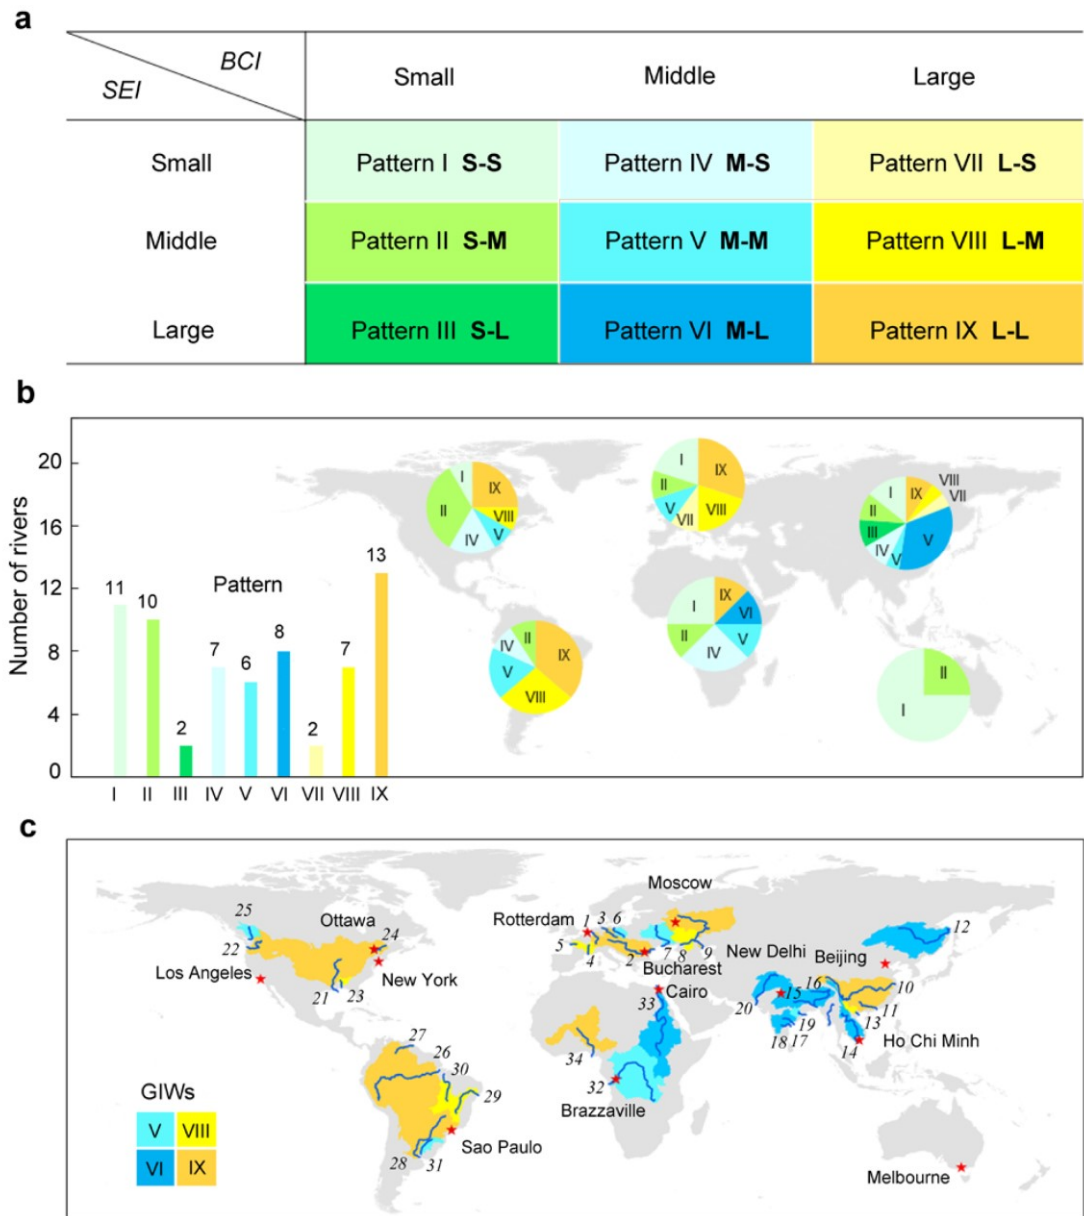 a
BCI
SEI
Small
Middle
Large
Small
Pattern I S-S
Pattern IV M-S
Pattern VII L-S
Middle
Pattern II S-M
Pattern V M-M
Pattern VIII L-M
Large
Pattern III S-L
Pattern VI M-L
Pattern IX L-L
b
Number of rivers
20
16
12
8
4
0
Pattern
11
10
2
7
6
8
2
7
13
I
II
III
IV
V
VI
VII
VIII
IX
I
IX
VIII
V
IV
II
I
IX
VIII
VII
V
II
I
IX
VIII
VII
V
V
IV
III
II
IV
II
IX
VIII
V
I
IX
VI
V
IV
II
II
I
c
Moscow
Rotterdam
Ottawa
New Delhi
Beijing
Los Angeles
New York
Bucharest
Cairo
Ho Chi Minh
Brazzaville
Sao Paulo
Melbourne
25
22
24
21
23
27
26
30
29
28
31
1
3
6
5
4
2
7
8
9
33
34
32
20
15
16
18
17
19
14
13
11
10
12
GIWs
V
VIII
VI
IX